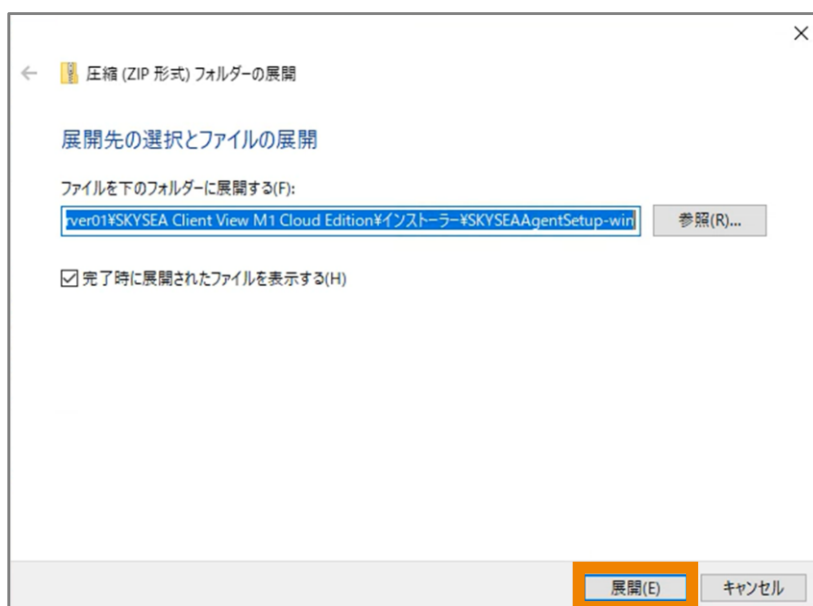 圧縮 (ZIP 形式) フォルダーの展開
展開先の選択とファイルの展開
ファイルを下のフォルダーに展開する(F):
rver01¥SKYSEA Client View M1 Cloud Edition¥インストーラー¥SKYSEAAgentSetup-win
参照(R)...
完了時に展開されたファイルを表示する(H)
展開(E)
キャンセル